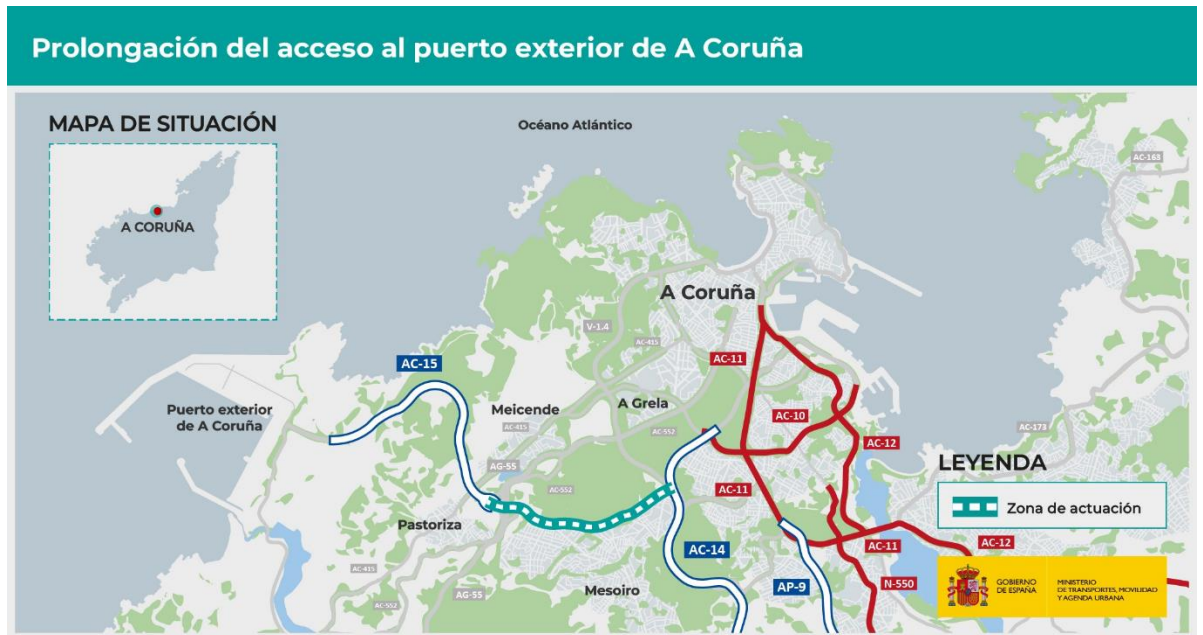 Prolongación del acceso al puerto exterior de A Coruña
MAPA DE SITUACIÓN
A CORUÑA
Océano Atlántico
AC-163
A Coruña
V-1.4
AC-415
AC-11
AC-15
Puerto exterior
de A Coruña
Meicende
A Grela
AC-10
AC-415
AC-552
AC-12
AC-173
AG-55
AC-11
AC-552
Pastoriza
AC-14
Mesoiro
AP-9
AC-11
AC-12
N-550
AC-415
AG-55
AC-552
LEYENDA
Zona de actuación
GOBIERNO
DE ESPAÑA
MINISTERIO
DE TRANSPORTES, MOVILIDAD
Y AGENDA URBANA